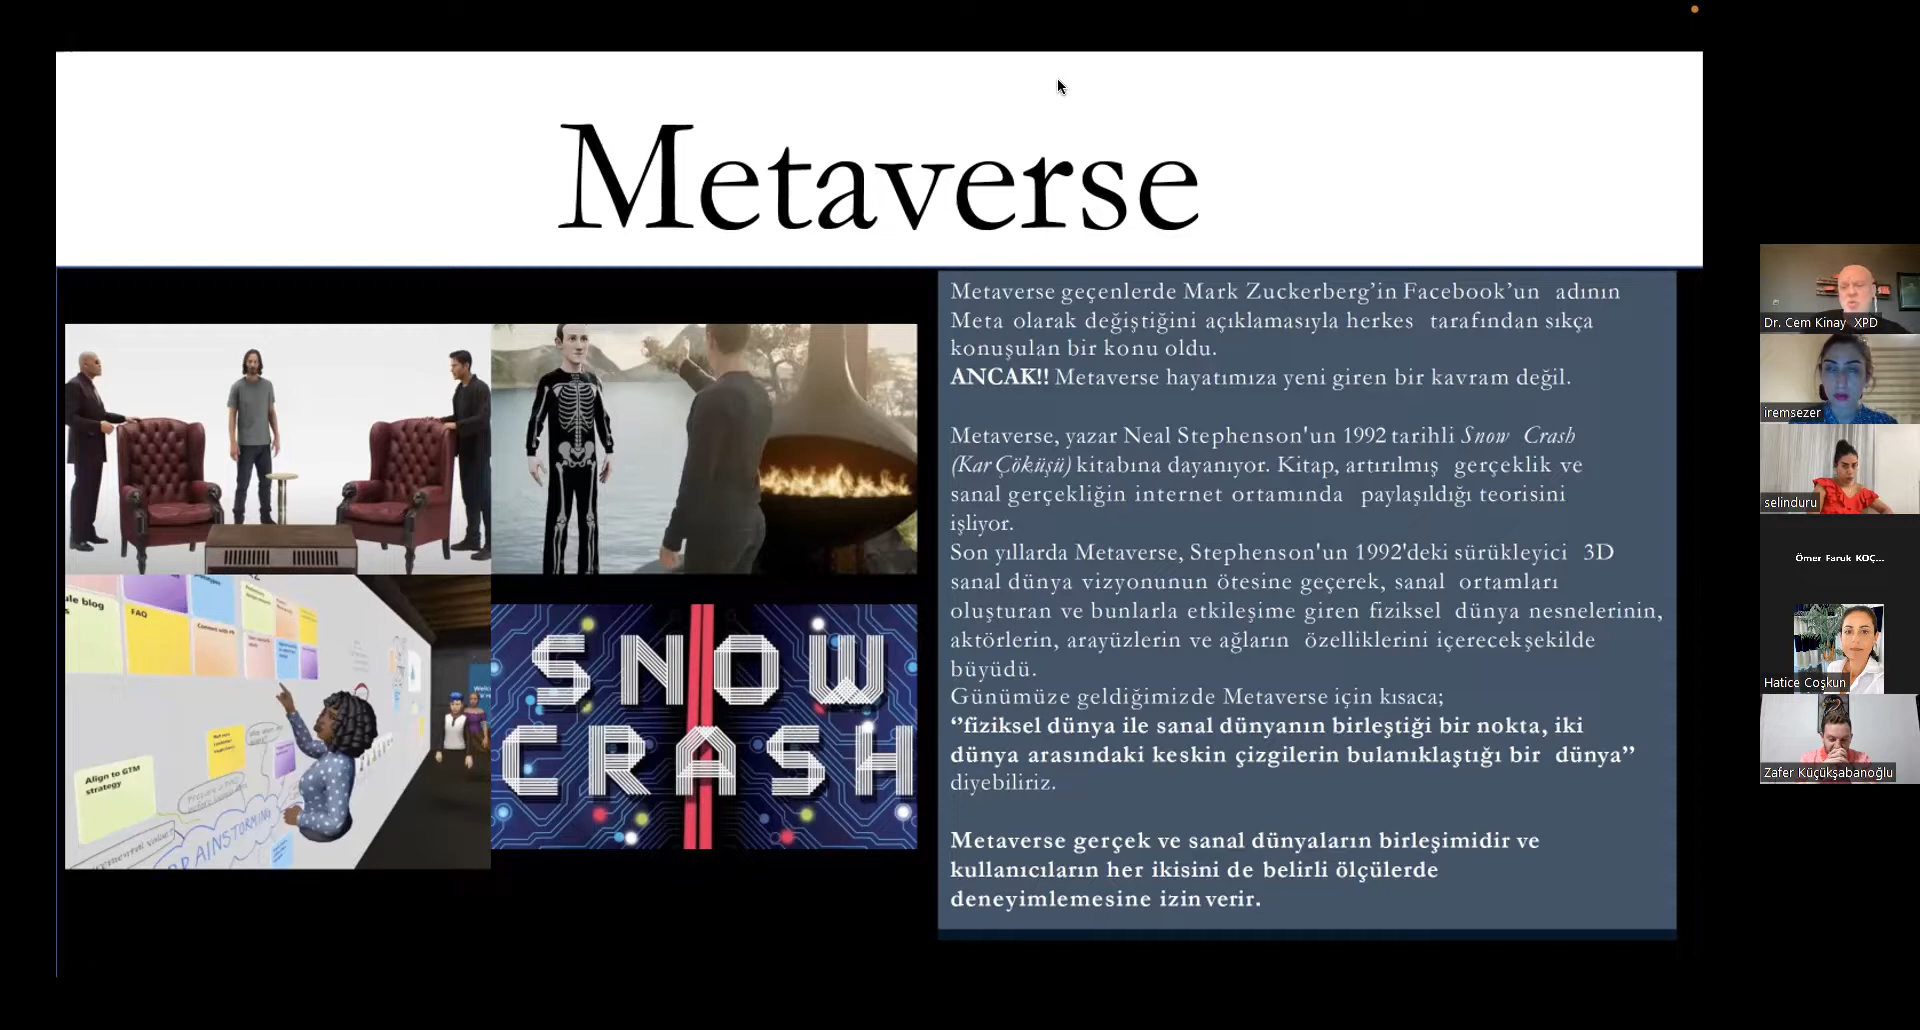 Metaverse
Metaverse geçenlerde Mark Zuckerberg’in Facebook’un adının
Meta olarak değiştiğini açıklamasıyla herkes tarafından sıkça
konuşulan bir konu oldu.
ANCAK!! Metaverse hayatımıza yeni giren bir kavram değil.
Metaverse, yazar Neal Stephenson'un 1992 tarihli Snow Crash
(Kar Çöküşü) kitabına dayanıyor. Kitap, artırılmış gerçeklik ve
sanal gerçekliğin internet ortamında paylaşıldığı teorisini
işliyor.
Son yıllarda Metaverse, Stephenson'un 1992'deki sürükleyici 3D
sanal dünya vizyonunun ötesine geçerek, sanal ortamları
oluşturan ve bunlarla etkileşime giren fiziksel dünya nesnelerinin,
aktörlerin, arayüzlerin ve ağların özelliklerini içerecek şekilde
büyüdü.
Günümüze geldiğimizde Metaverse için kısaca;
‘’fiziksel dünya ile sanal dünyanın birleştiği bir nokta, iki
dünya arasındaki keskin çizgilerin bulanıklaştığı bir dünya’’
diyebiliriz.
Metaverse gerçek ve sanal dünyaların birleşimidir ve
kullanıcıların her ikisini de belirli ölçülerde
deneyimlemesine izin verir.
FAQ
Align to GTM
strategy
BRAINSTORMING
SNOW
CRASH
Dr. Cem Kinay XPD
iremsezer
selinduru
Ömer Faruk KOÇ...
Hatice Coşkun
Zafer Küçükşabanoğlu